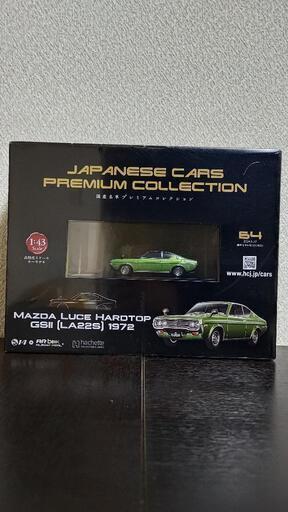 JAPANESE CARS
PREMIUM COLLECTION
国産名車プレミアムコレクション
1:43
Scale
64
www.hcj.jp/cars
MAZDA LUCE HARDTOP
GSII (LA22S) 1972
hachette